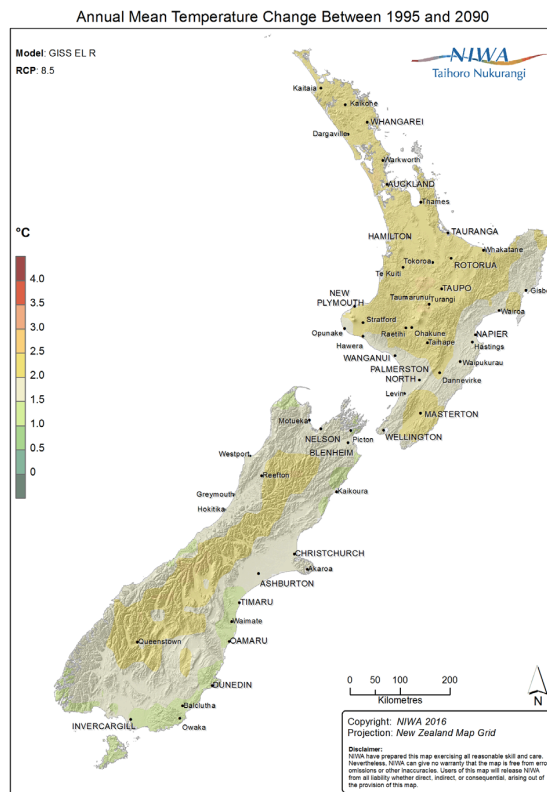 Annual Mean Temperature Change Between 1995 and 2090
Model: GISS EL R
RCP: 8.5
NIWA
Taihoro Nukurangi
Kaitaia
Kaikohe
WHANGAREI
Dargaville
Warkworth
AUCKLAND
Thames
HAMILTON
TAURANGA
Whakatane
Tokoroa
ROTORUA
Te Kuiti
TAUPO
Gisbo
Taumarunui
Turangi
NEW
PLYMOUTH
Wairoa
Stratford
Opunake
Raetihi
Ohakune
NAPIER
Hawera
Taihape
Hastings
WANGANUI
Waipukurau
PALMERSTON
NORTH
Dannevirke
Levin
MASTERTON
WELLINGTON
Motueka
NELSON
Picton
BLENHEIM
Westport
Reefton
Kaikoura
Greymouth
Hokitika
CHRISTCHURCH
Akaroa
ASHBURTON
TIMARU
Waimate
Queenstown
OAMARU
DUNEDIN
Balclutha
INVERCARGILL
Owaka
°C
4.0
3.5
3.0
2.5
2.0
1.5
1.0
0.5
0
0 50 100 200
Kilometres
N
Copyright: NIWA 2016
Projection: New Zealand Map Grid
Disclaimer:
NIWA have prepared this map exercising all reasonable skill and care.
Nevertheless, NIWA can give no warranty that the map is free from erro
omissions or other inaccuracies. Users of this map will release NIWA
from all liability whether direct, indirect, or consequential, arising out of
the provision of this map.